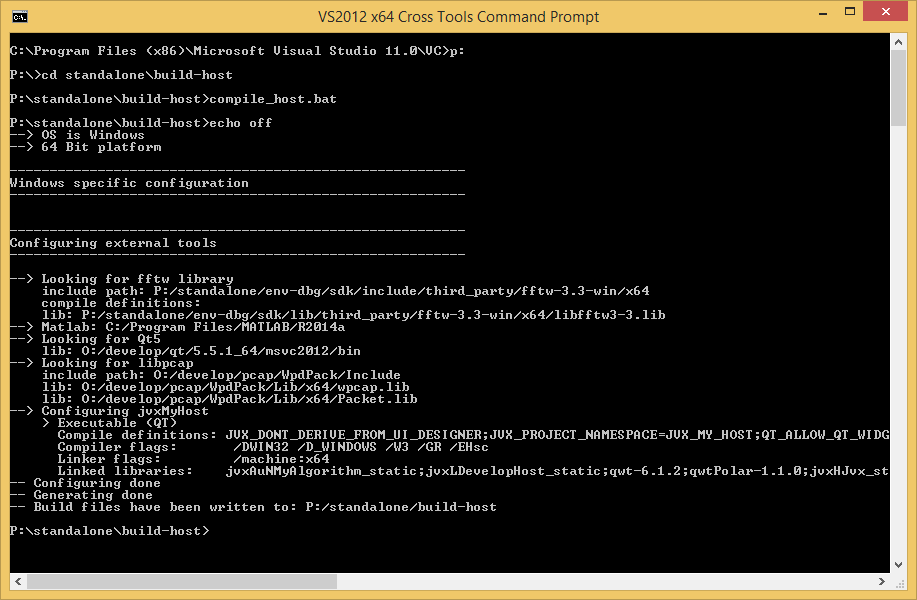 VS2012 x64 Cross Tools Command Prompt
C:\Program Files (x86)\Microsoft Visual Studio 11.0\VC>p:
P:\>cd standalone\build-host
P:\standalone\build-host>compile_host.bat
P:\standalone\build-host>echo off
--> OS is Windows
--> 64 Bit platform
---------------------------------------------------------
Windows specific configuration
---------------------------------------------------------
---------------------------------------------------------
Configuring external tools
---------------------------------------------------------
--> Looking for fftw library
    include path: P:/standalone/env-dbg/sdk/include/third_party/fftw-3.3-win/x64
    compile definitions:
    lib: P:/standalone/env-dbg/sdk/lib/third_party/fftw-3.3-win/x64/libfftw3-3.lib
--> Matlab: C:/Program Files/MATLAB/R2014a
--> Looking for Qt5
    lib: O:/develop/qt/5.5.1_64/msvc2012/bin
--> Looking for libpcap
    include path: O:/develop/pcap/WpdPack/Include
    lib: O:/develop/pcap/WpdPack/Lib/x64/wpcap.lib
    lib: O:/develop/pcap/WpdPack/Lib/x64/Packet.lib
--> Configuring jvxMyHost
    > Executable (QT)
      Compile definitions: JVX_DONT_DERIVE_FROM_UI_DESIGNER;JVX_PROJECT_NAMESPACE=JVX_MY_HOST;QT_ALLOW_QT_WIDG
      Compiler flags:       /DWIN32 /D_WINDOWS /W3 /GR /EHsc
      Linker flags:         /machine:x64
      Linked libraries:    jvxAuNMyAlgorithm_static;jvxLDevelopHost_static;qwt-6.1.2;qwtPolar-1.1.0;jvxHJvx_st
-- Configuring done
-- Generating done
-- Build files have been written to: P:/standalone/build-host
P:\standalone\build-host>